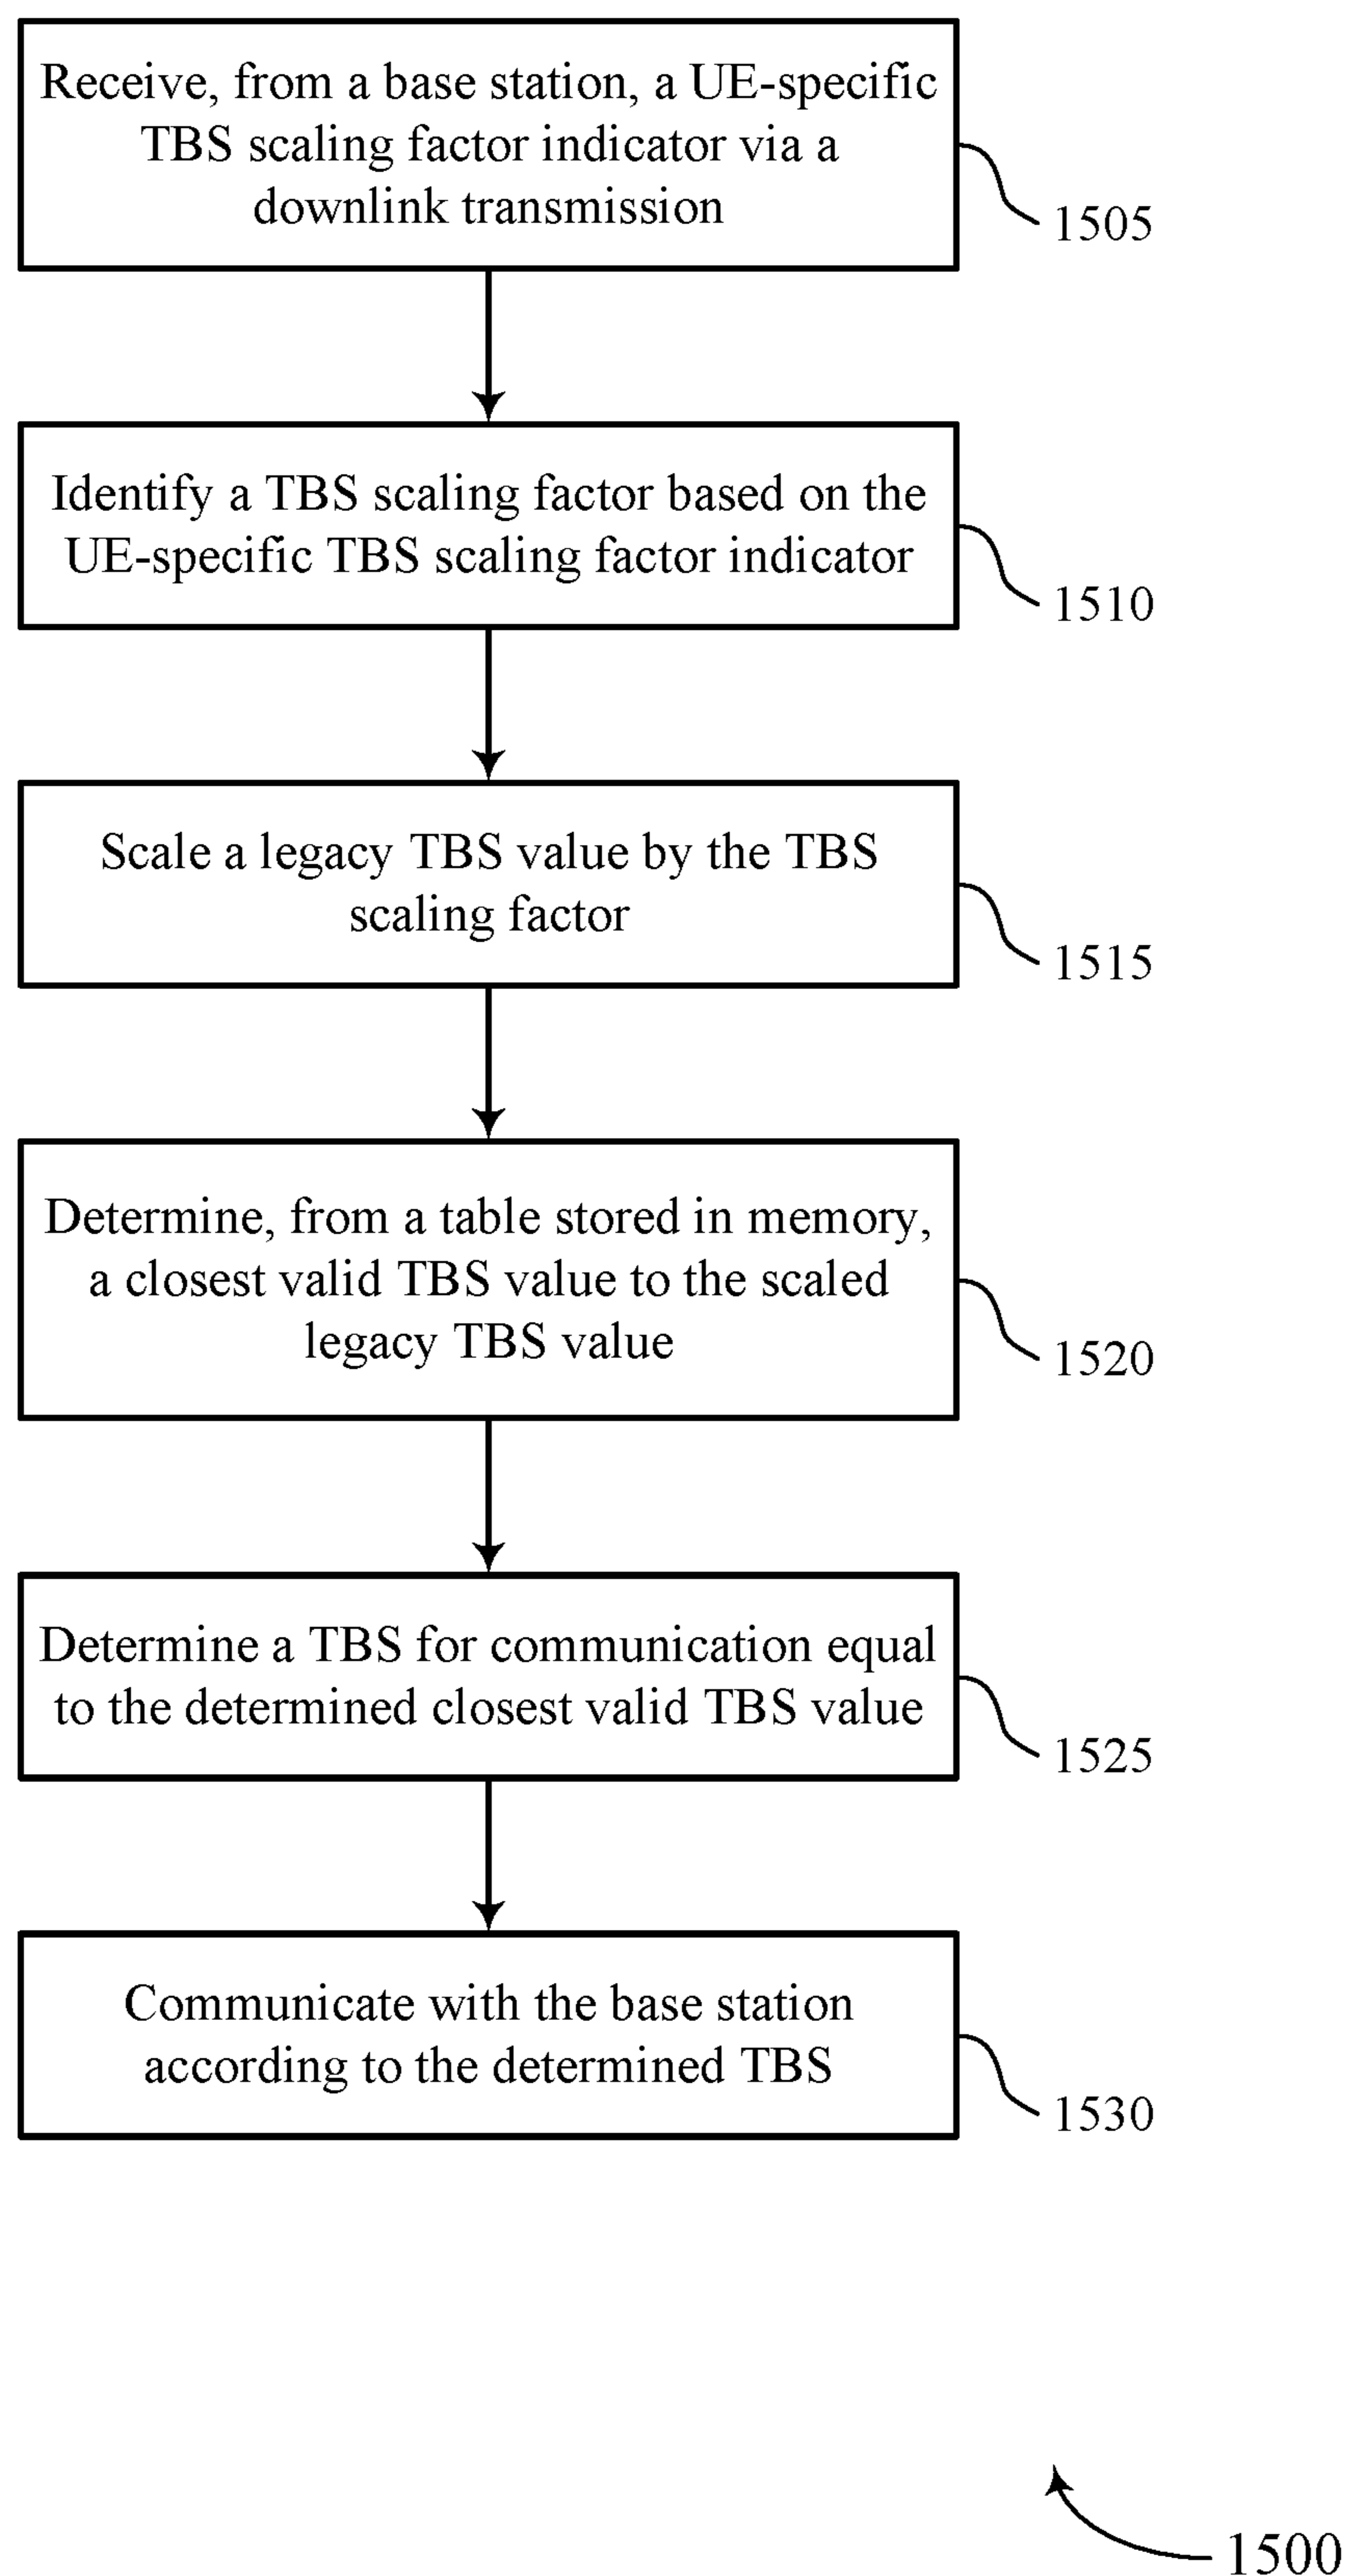 Receive, from a base station, a UE-specific
TBS scaling factor indicator via a
downlink transmission
1505
Identify a TBS scaling factor based on the
UE-specific TBS scaling factor indicator
1510
Scale a legacy TBS value by the TBS
scaling factor
1515
Determine, from a table stored in memory,
a closest valid TBS value to the scaled
legacy TBS value
1520
Determine a TBS for communication equal
to the determined closest valid TBS value
1525
Communicate with the base station
according to the determined TBS
1530
1500